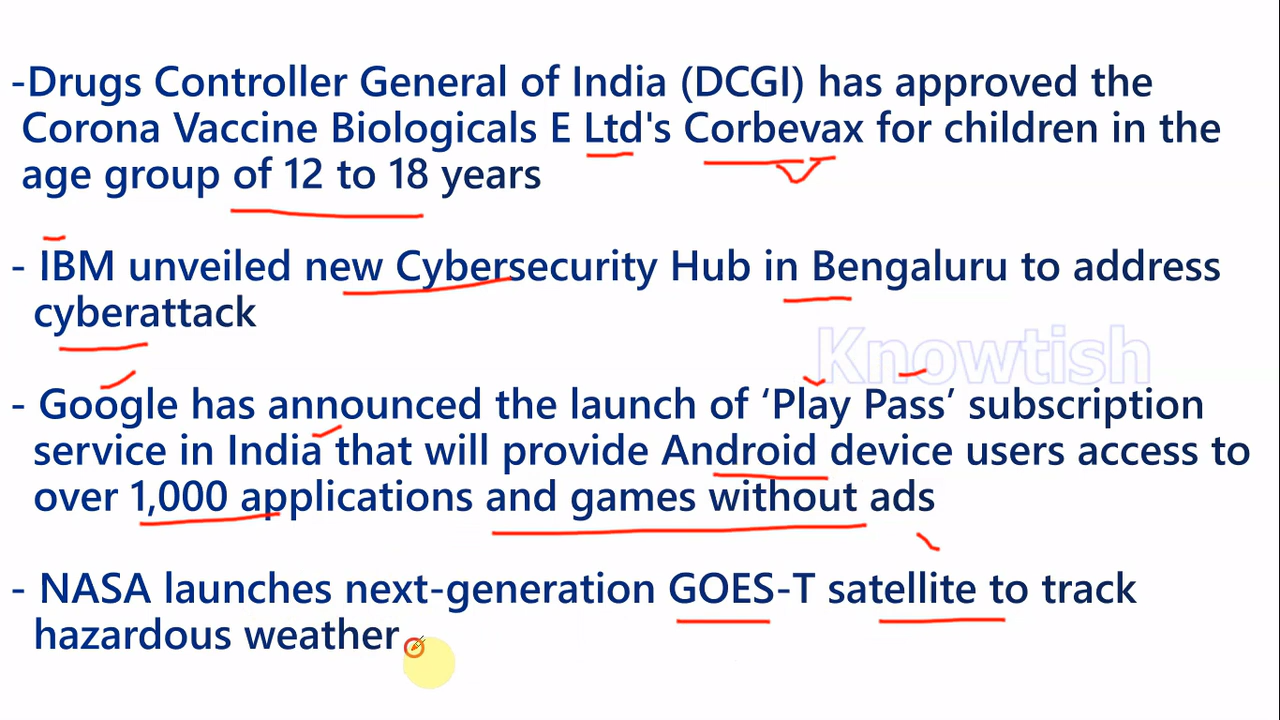 -Drugs Controller General of India (DCGI) has approved the
Corona Vaccine Biologicals E Ltd's Corbevax for children in the
age group of 12 to 18 years
- IBM unveiled new Cybersecurity Hub in Bengaluru to address
cyberattack
Knowtish
- Google has announced the launch of ‘Play Pass’ subscription
service in India that will provide Android device users access to
over 1,000 applications and games without ads
- NASA launches next-generation GOES-T satellite to track
hazardous weather